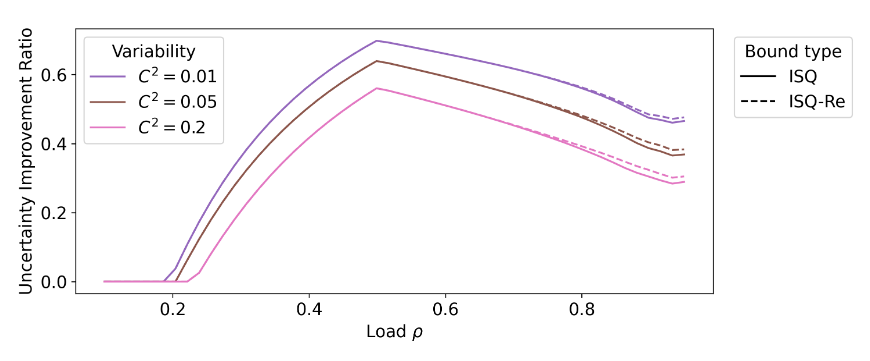 Uncertainty Improvement Ratio
0.6
0.4
0.2
0.0
Variability
C² = 0.01
C² = 0.05
C² = 0.2
0.2
0.4
0.6
0.8
Load ρ
Bound type
ISQ
ISQ-Re